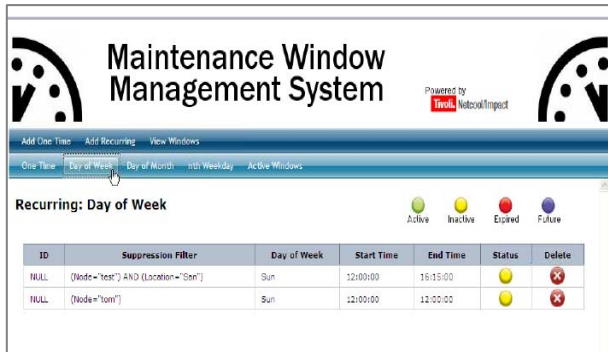 Maintenance Window
Management System
Powered by
Tivoli. Netcool/Impact
Add One Time Add Recurring View Windows
One Time Day of Week Day of Month nth Weekday Active Windows
Recurring: Day of Week
Active Inactive Expired Future
ID Suppression Filter Day of Week Start Time End Time Status Delete
NULL (Node="test") AND (Location="San") Sun 12:00:00 16:15:00
NULL (Node="tom") Sun 12:00:00 12:00:00